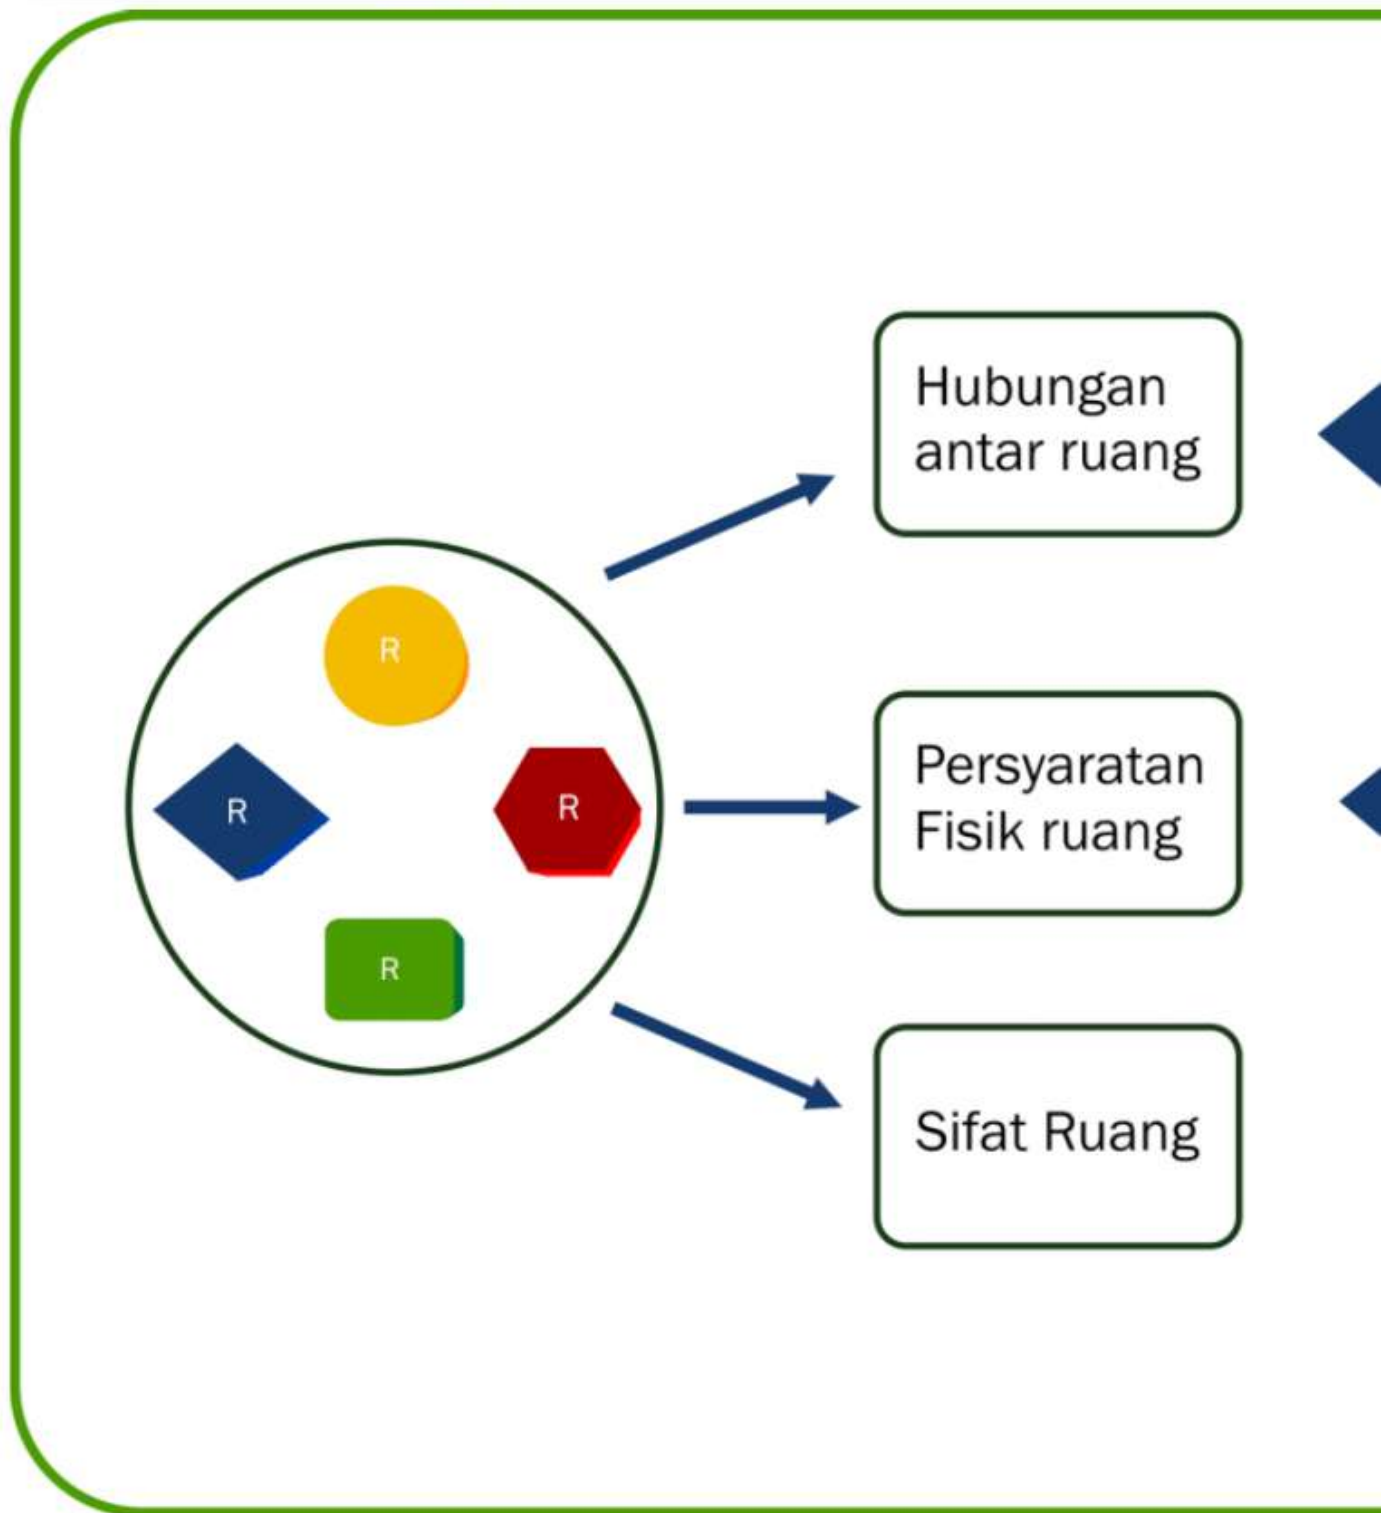 Hubungan
antar ruang
R
R
R
R
Persyaratan
Fisik ruang
Sifat Ruang